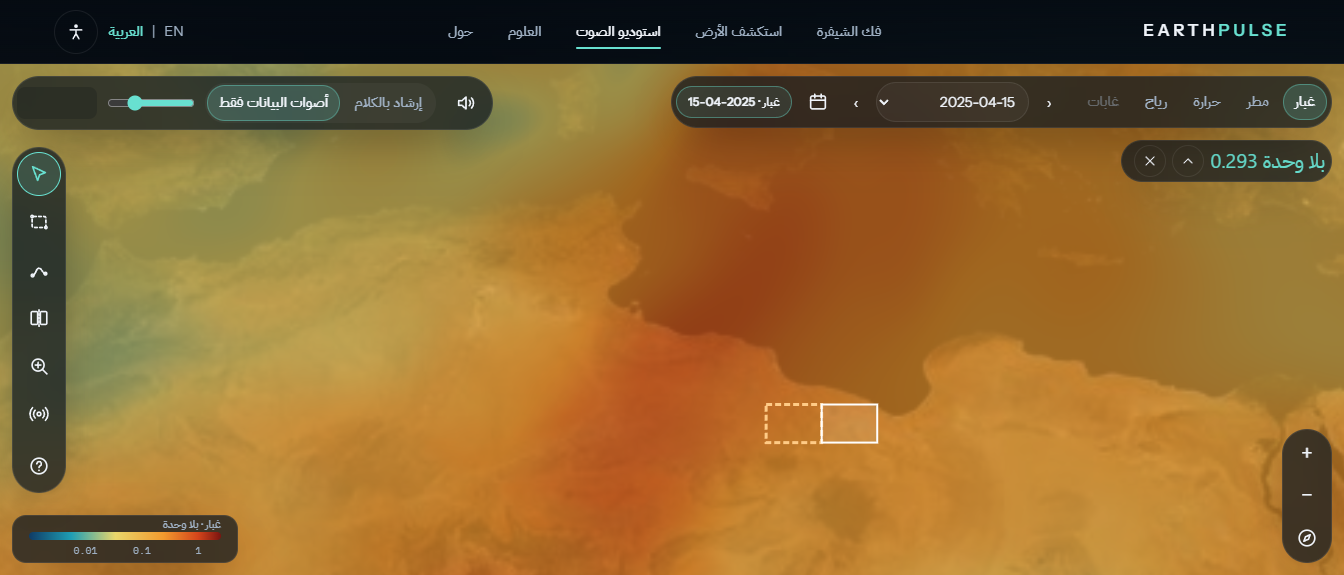 EARTHPULSE
فك الشيفرة
استكشف الأرض
استوديو الصوت
العلوم
حول
العربية | EN
غبار
مطر
حرارة
رياح
غابات
2025-04-15
غبار · 2025-04-15
إرشاد بالكلام
أصوات البيانات فقط
بلا وحدة 0.293
غبار · بلا وحدة
0.01 0.1 1